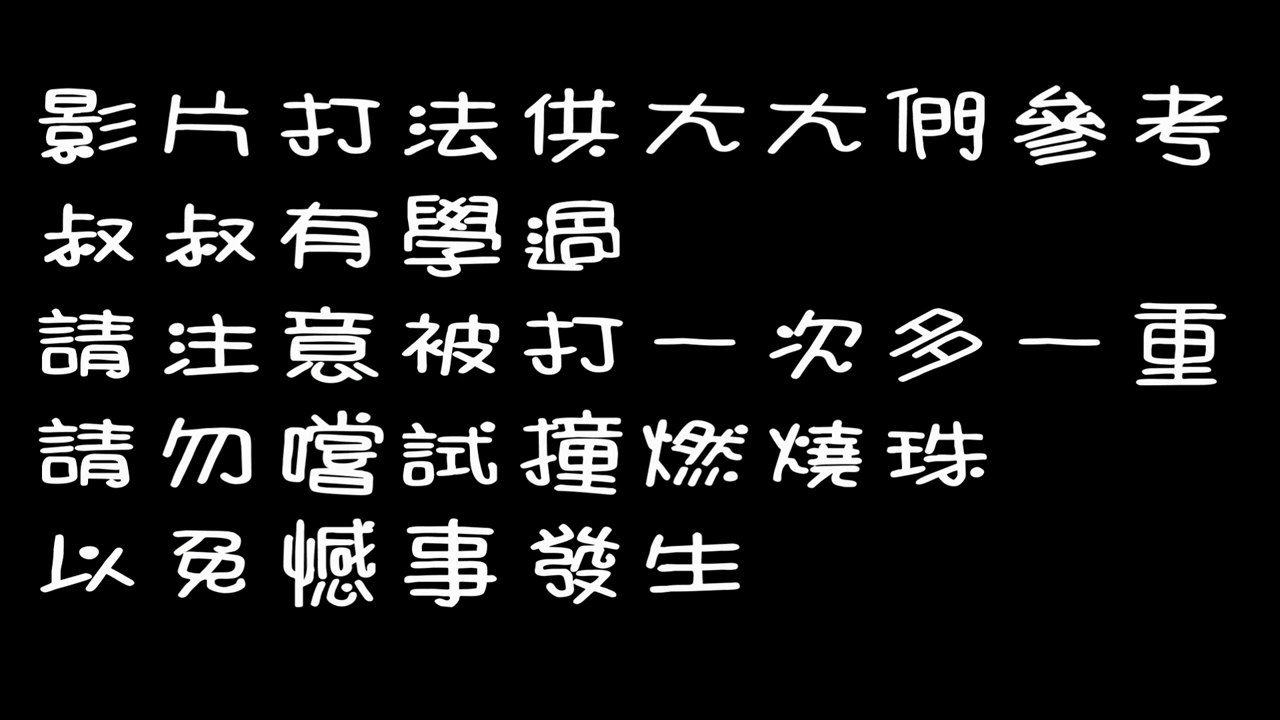 影片打法供大大們參考
叔叔有學過
請注意被打一次多一重
請勿嚐試撞燃燒珠
以免憾事發生